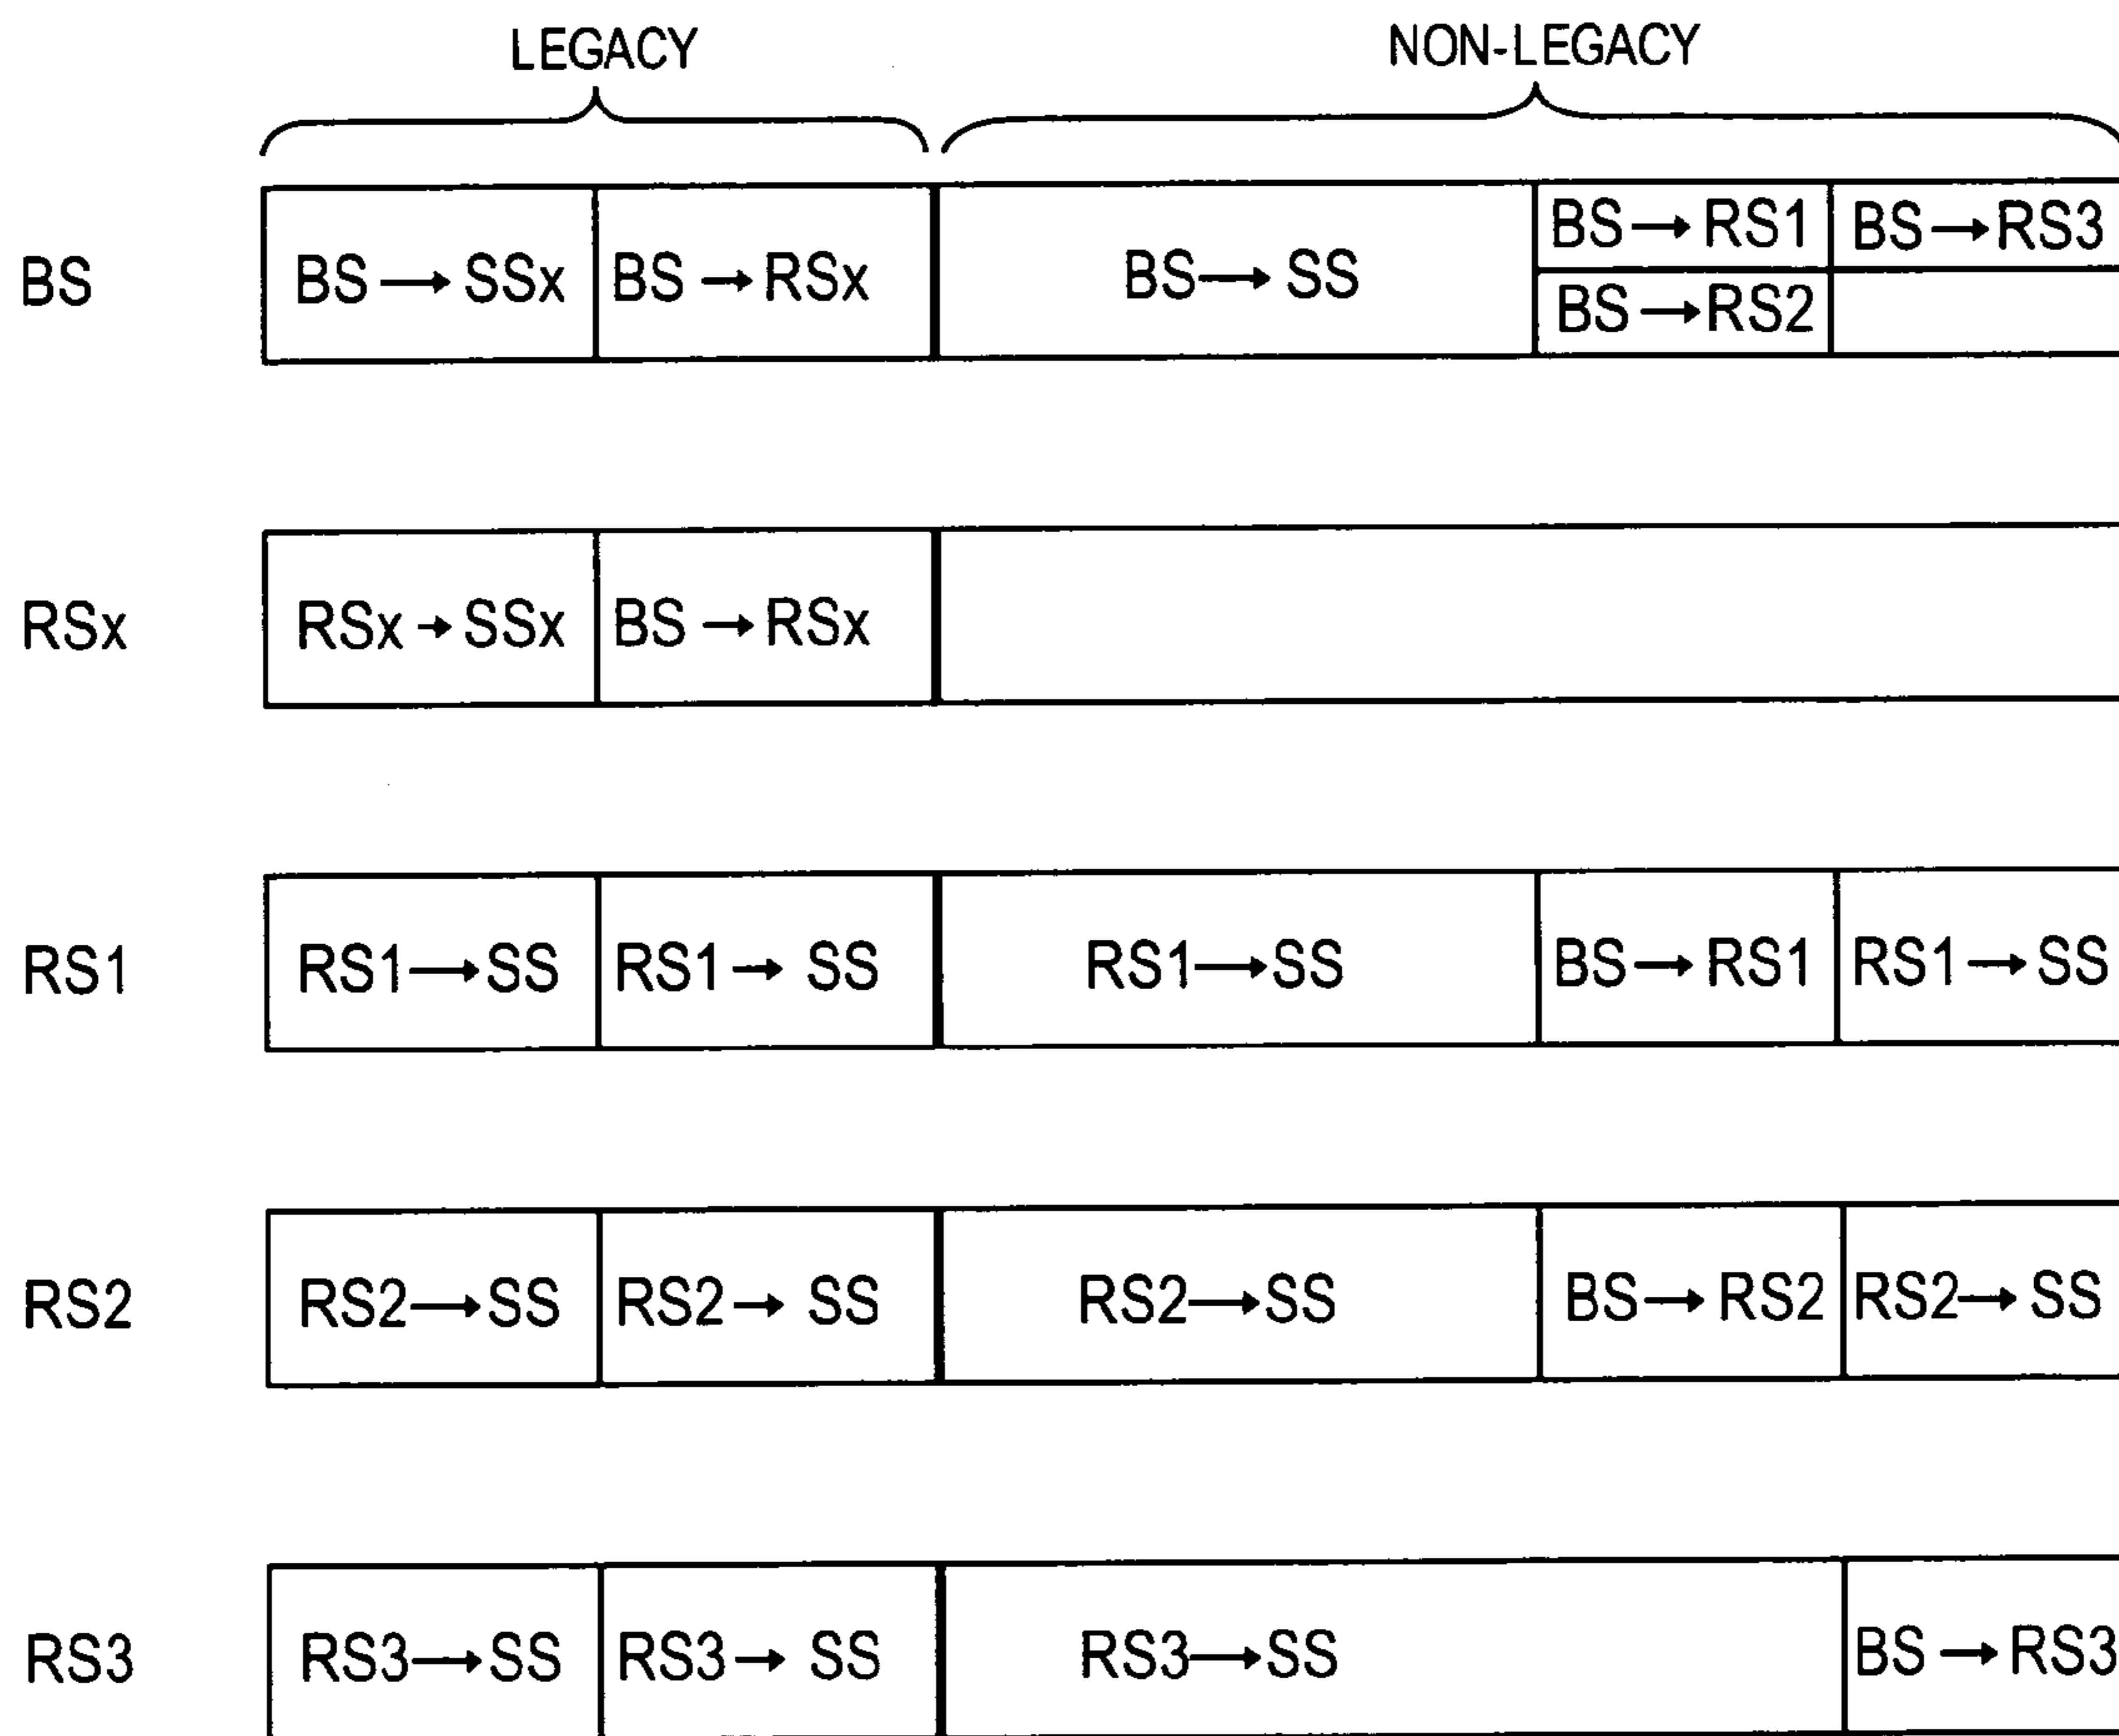 LEGACY NON-LEGACY
BS BS → SSx BS → RSx BS → SS BS → RS1 BS → RS3
BS → RS2
RSx RSx → SSx BS → RSx
RS1 RS1 → SS RS1 → SS RS1 → SS BS → RS1 RS1 → SS
RS2 RS2 → SS RS2 → SS RS2 → SS BS → RS2 RS2 → SS
RS3 RS3 → SS RS3 → SS RS3 → SS BS → RS3